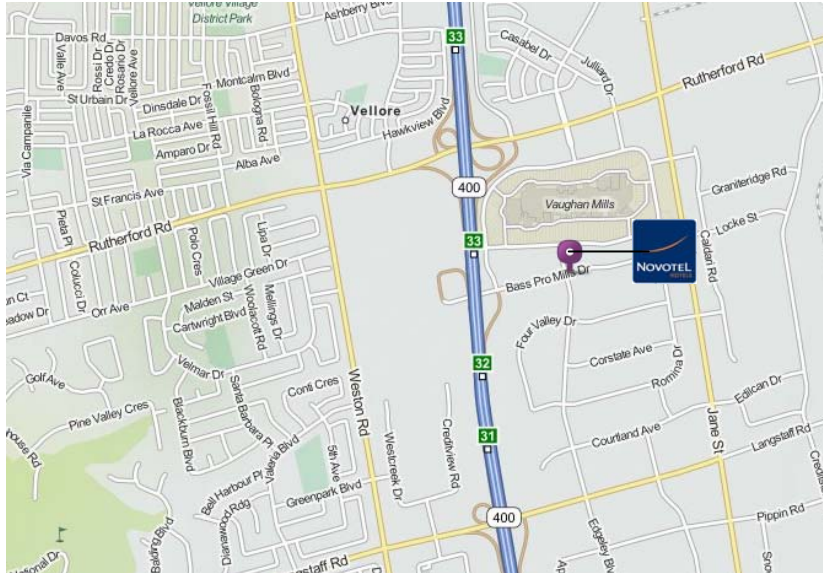 Vellore Village
District Park
Ashberry Blvd
Davos Rd
Valle Ave
Rossi Dr
Credo Dr
Rosario Dr
Vellore Ave
33
Casabel Dr
Julliard Dr
Rutherford Rd
Montcalm Blvd
St Urbain Dr
Dinsdale Dr
Fossil Hill Rd
Bologna Rd
Vellore
Via Campanile
La Rocca Ave
Hawkview Blvd
Amparo Dr
Alba Ave
400
Graniteridge Rd
St Francis Ave
Vaughan Mills
Locke St
Pieta Pl
Rutherford Rd
Polo Cres
Lipa Dr
33
Caldari Rd
NOVOTEL
HOTELS
Colucci Dr
Village Green Dr
Bass Pro Mills Dr
Orr Ave
Malden St
Woolacott Rd
Mellings Dr
Cartwright Blvd
Four Valley Dr
Velmar Dr
32
Corstate Ave
Romina Dr
Golf Ave
Conti Cres
Santa Barbara Pl
Weston Rd
Edilcan Dr
Pine Valley Cres
Blackburn Blvd
Valeria Blvd
Creditview Rd
31
Courtland Ave
Jane St
Langstaff Rd
5th Ave
Westcreek Dr
Bell Harbour Pl
Greenpark Blvd
400
Pippin Rd
Edgeley Blvd